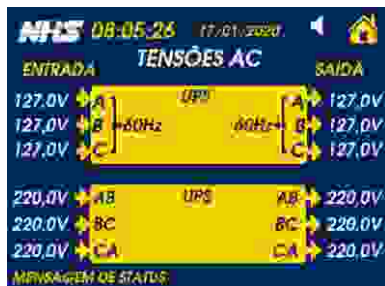 NHS 08:05:26 17/01/2020
TENSÕES AC
ENTRADA SAÍDA
127,0V A UPS A 127,0V
127,0V B 60Hz 60Hz B 127,0V
127,0V C C 127,0V
220,0V AB UPS AB 220,0V
220,0V BC BC 220,0V
220,0V CA CA 220,0V
MENSAGEM DE STATUS